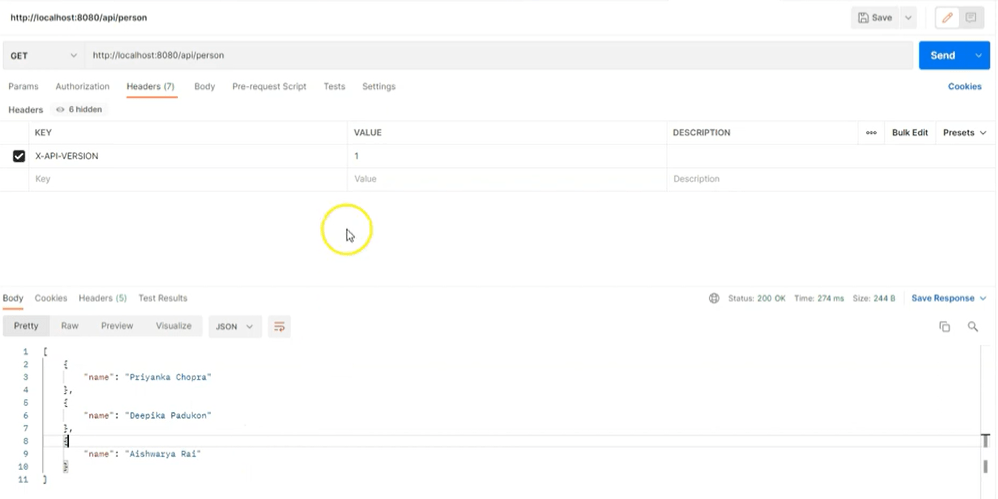 http://localhost:8080/api/person Save
GET http://localhost:8080/api/person Send
Params Authorization Headers (7) Body Pre-request Script Tests Settings Cookies
Headers 6 hidden
KEY VALUE DESCRIPTION ooo Bulk Edit Presets
X-API-VERSION 1
Key Value Description
Body Cookies Headers (5) Test Results Status: 200 OK Time: 274 ms Size: 244 B Save Response
Pretty Raw Preview Visualize JSON
1 [
2 {
3 "name": "Priyanka Chopra"
4 },
5 {
6 "name": "Deepika Padukon"
7 },
8 {
9 "name": "Aishwarya Rai"
10 }
11 ]